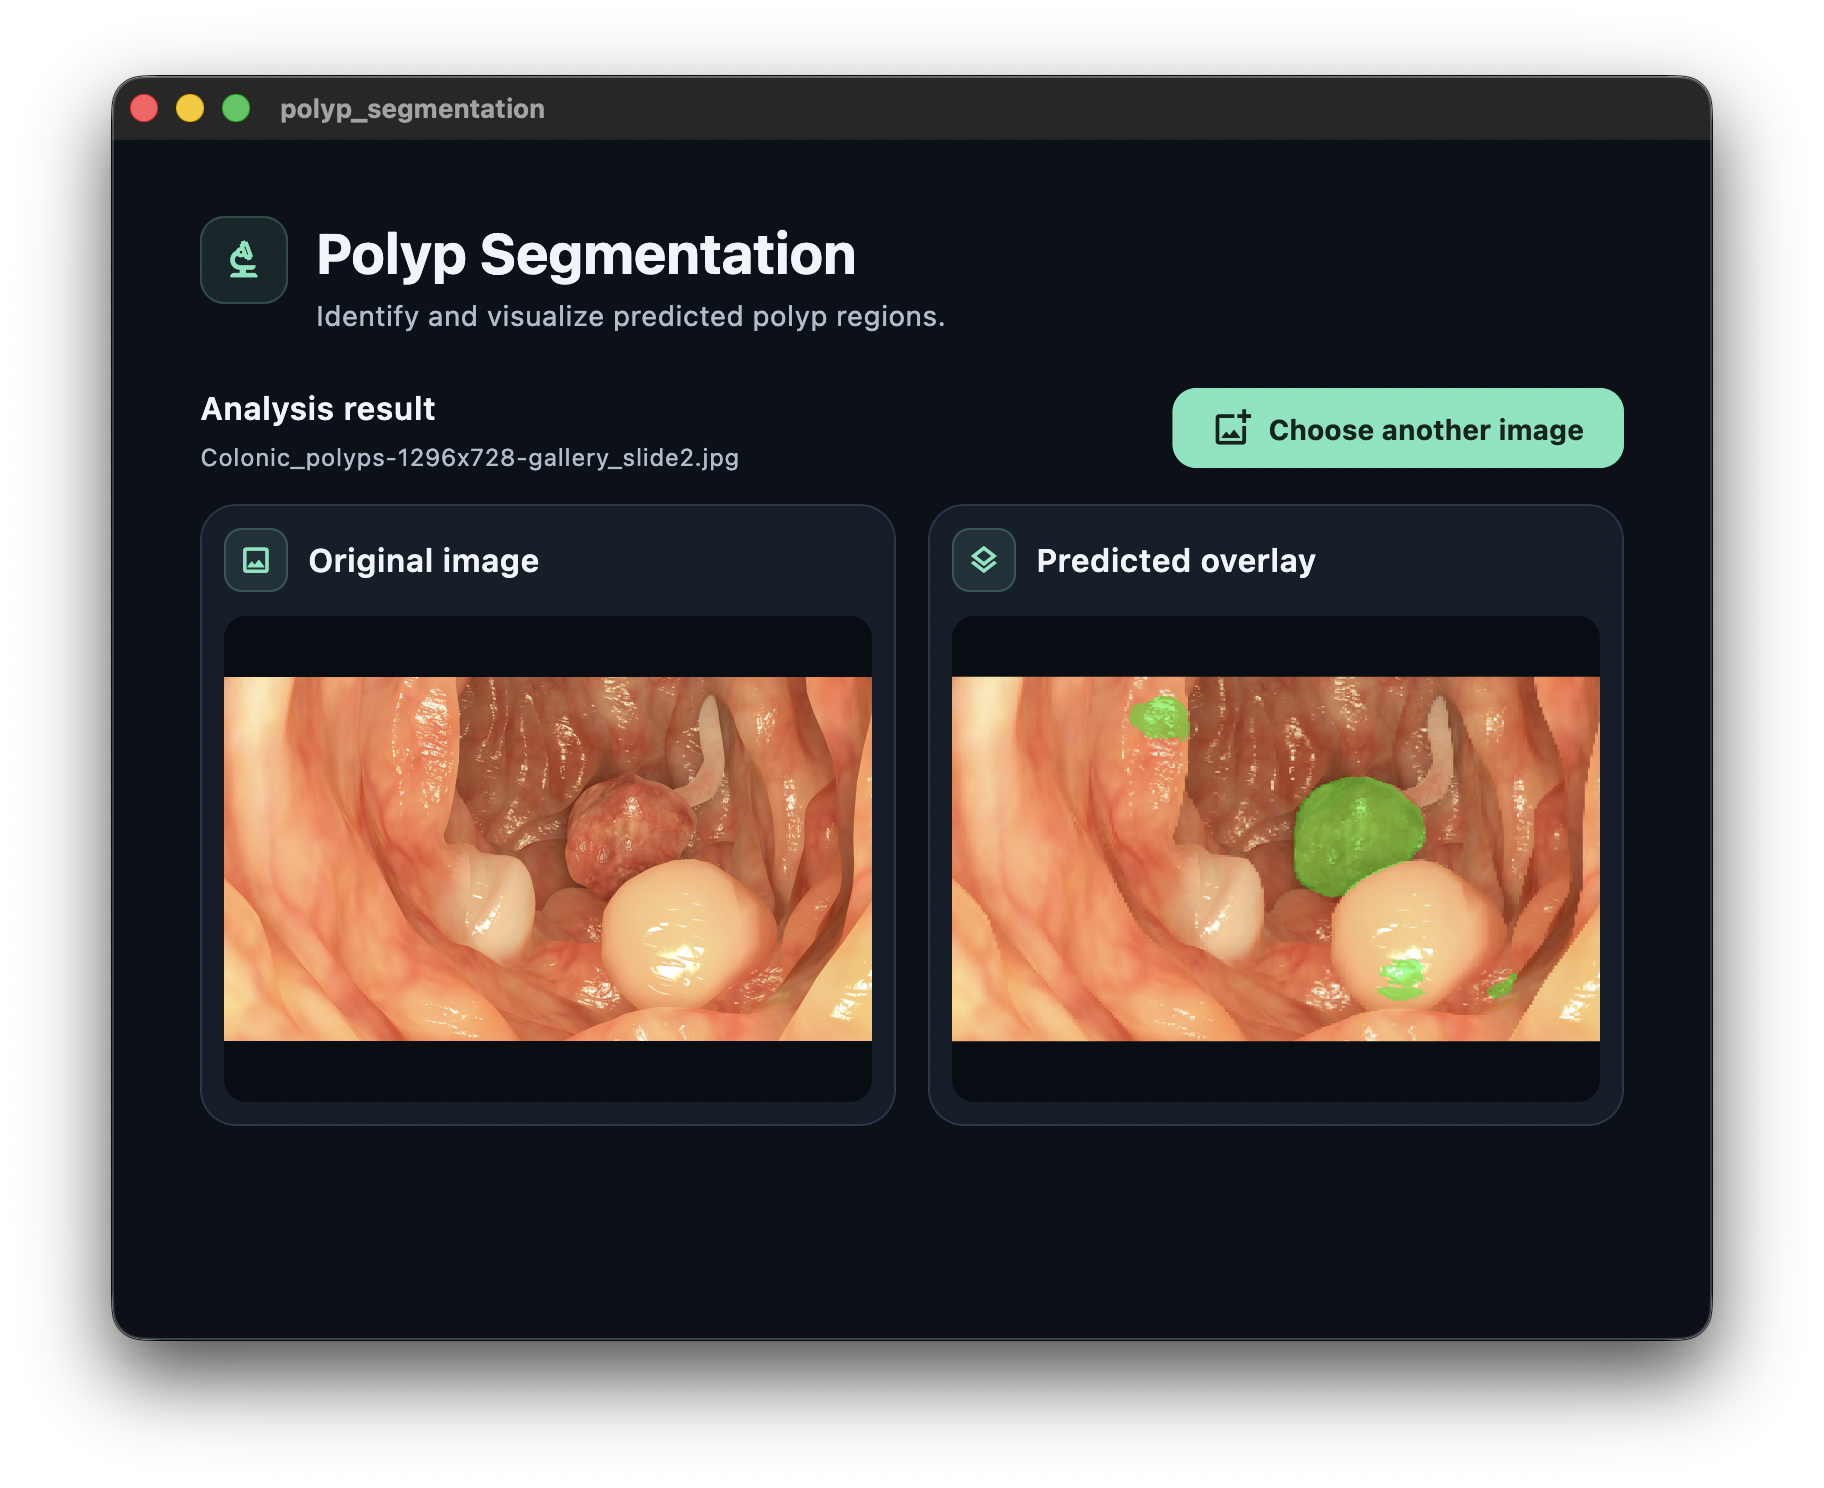 polyp_segmentation
Polyp Segmentation
Identify and visualize predicted polyp regions.
Analysis result
Colonic_polyps-1296x728-gallery_slide2.jpg
Choose another image
Original image
Predicted overlay